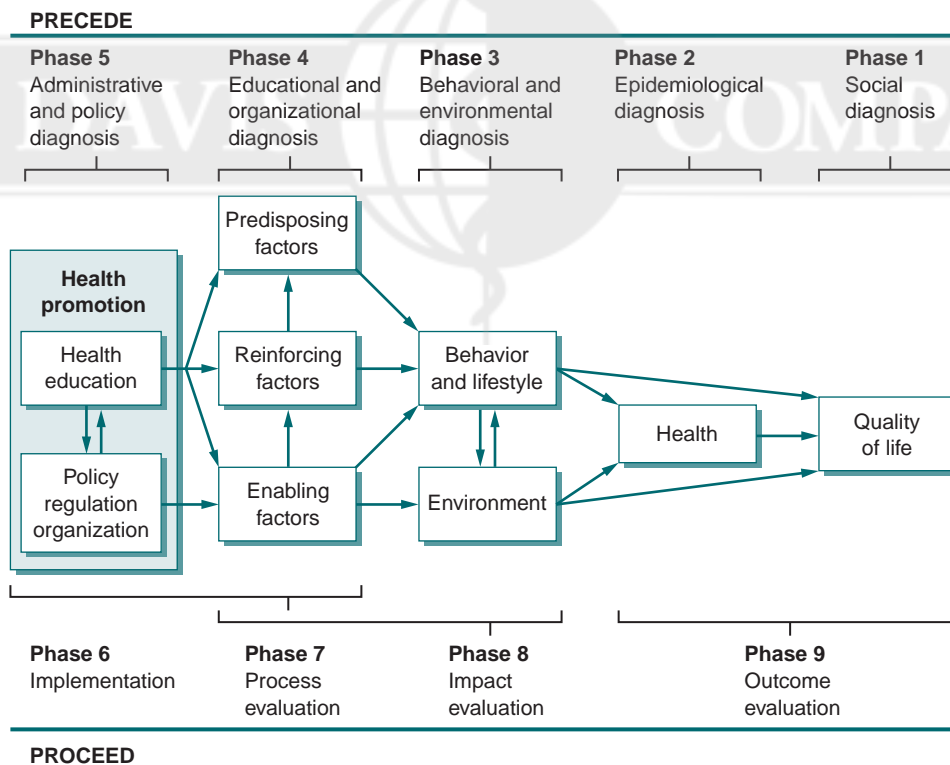 PRECEDE
Phase 5
Administrative
and policy
diagnosis
Phase 4
Educational and
organizational
diagnosis
Phase 3
Behavioral and
environmental
diagnosis
Phase 2
Epidemiological
diagnosis
Phase 1
Social
diagnosis
Health
promotion
Health
education
Policy
regulation
organization
Predisposing
factors
Reinforcing
factors
Enabling
factors
Behavior
and lifestyle
Environment
Health
Quality
of life
Phase 6
Implementation
Phase 7
Process
evaluation
Phase 8
Impact
evaluation
Phase 9
Outcome
evaluation
PROCEED